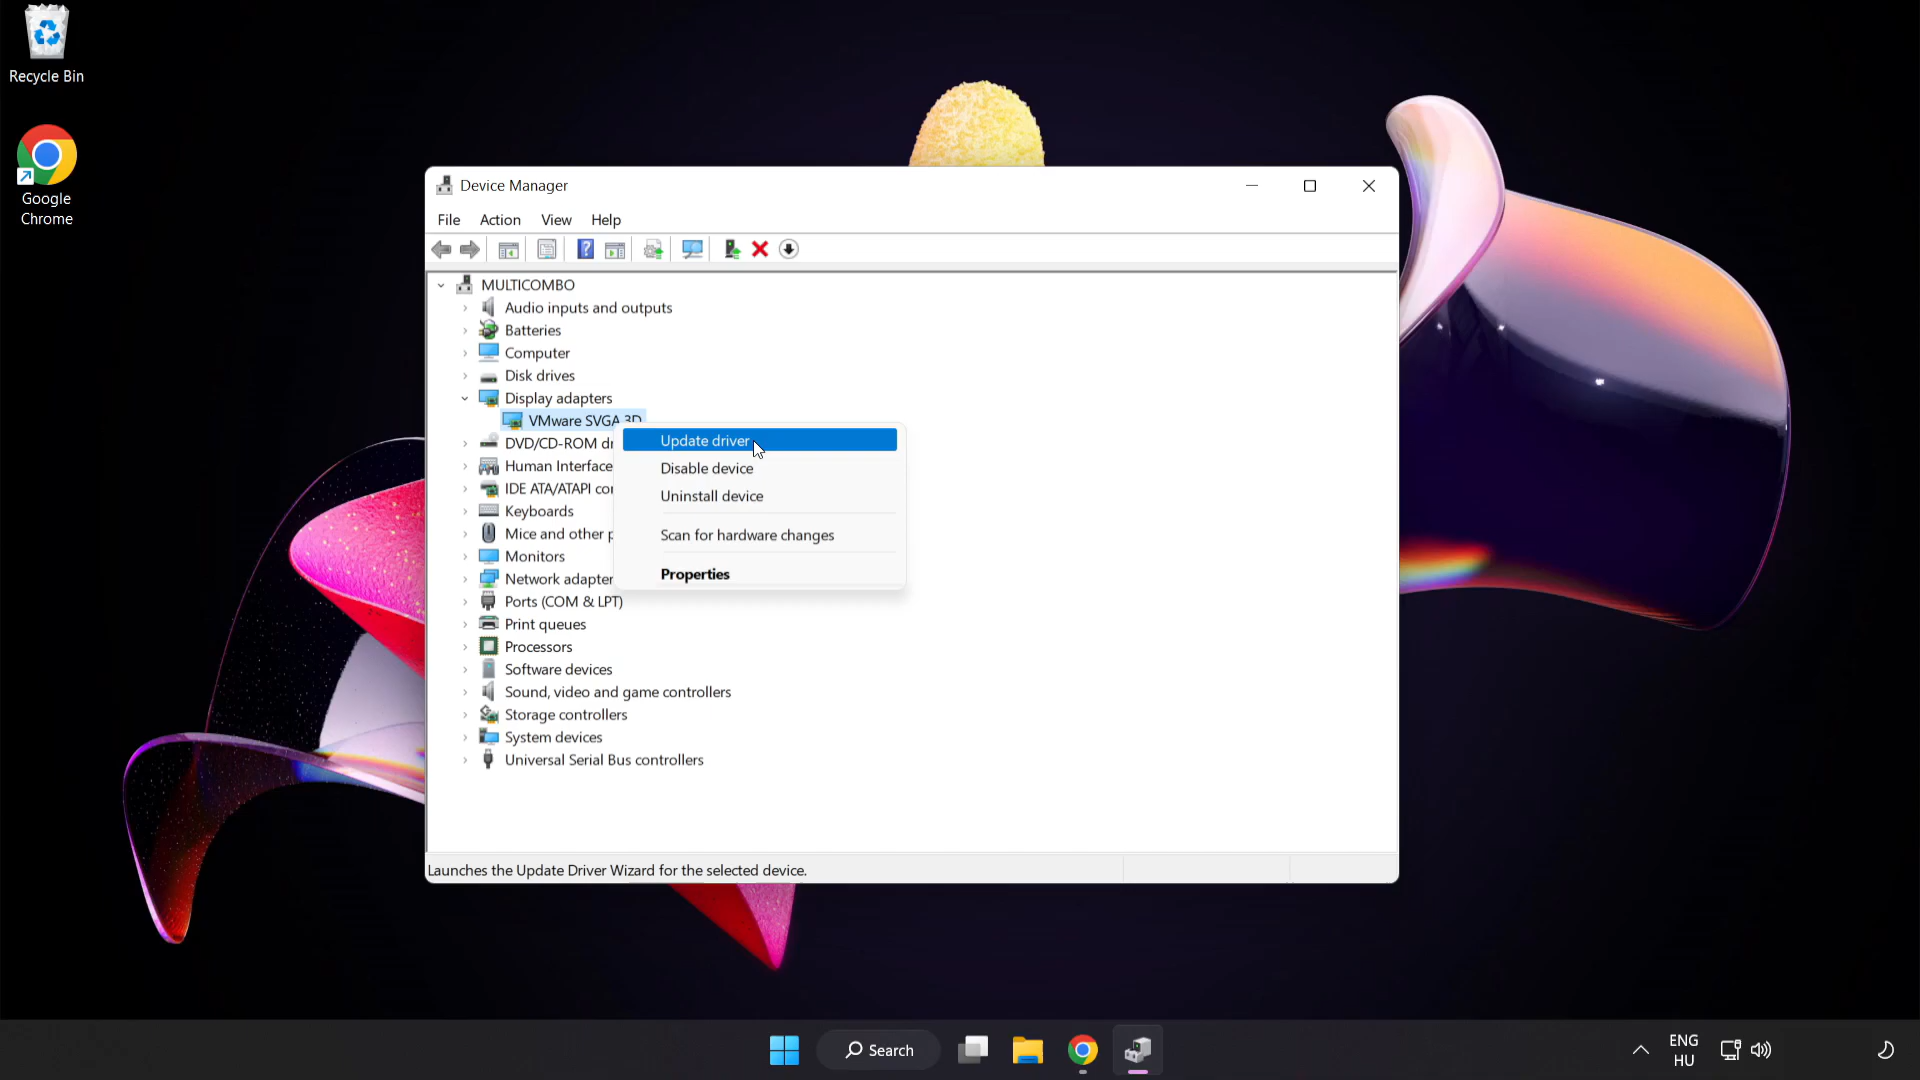 Recycle Bin
Google
Chrome
Device Manager
File Action View Help
MULTICOMBO
Audio inputs and outputs
Batteries
Computer
Disk drives
Display adapters
VMware SVGA 3D
DVD/CD-ROM
Human Interface
IDE ATA/ATAPI
Keyboards
Mice and other
Monitors
Network
Ports (COM & LPT)
Print queues
Processors
Software devices
Sound, video and game controllers
Storage controllers
System devices
Universal Serial Bus controllers
Update driver
Disable device
Uninstall device
Scan for hardware changes
Properties
Launches the Update Driver Wizard for the selected device.
Search
ENG
HU